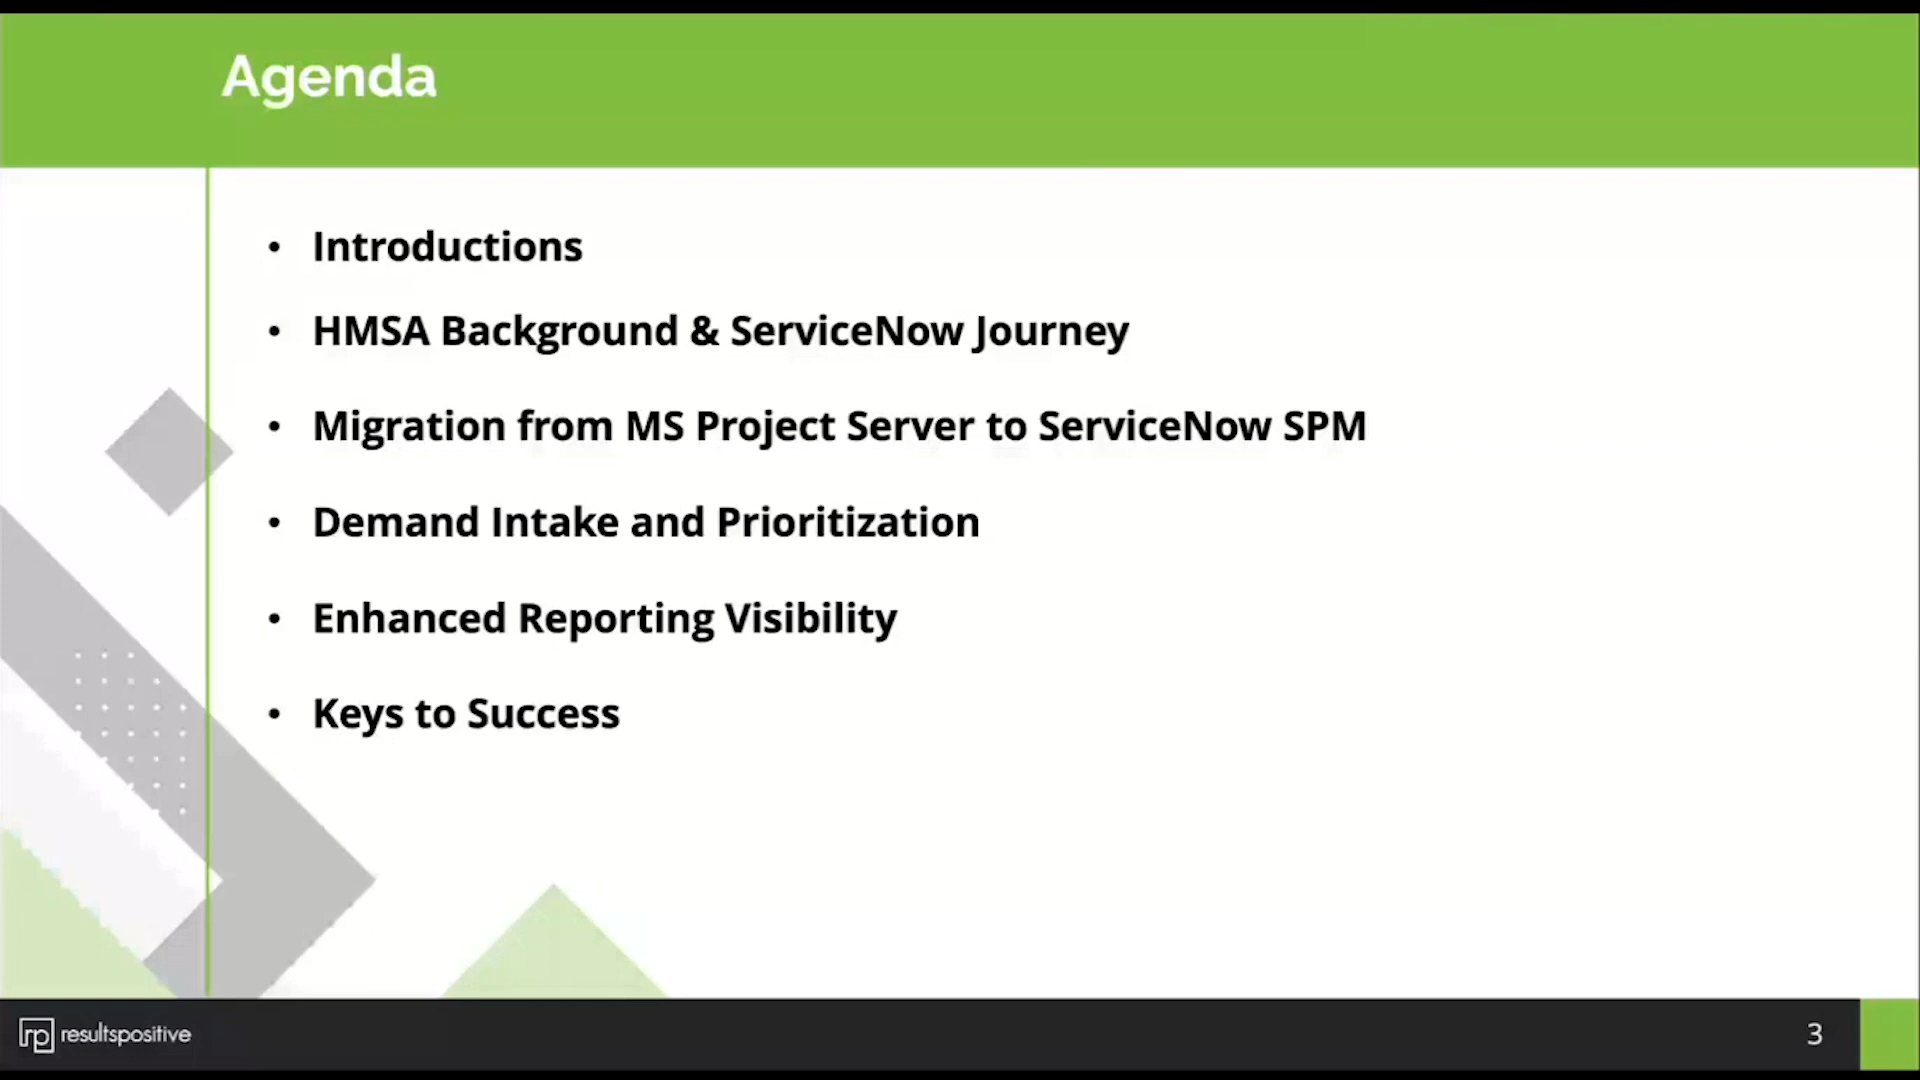 Agenda
• Introductions
• HMSA Background & ServiceNow Journey
• Migration from MS Project Server to ServiceNow SPM
• Demand Intake and Prioritization
• Enhanced Reporting Visibility
• Keys to Success
rp resultspositive
3